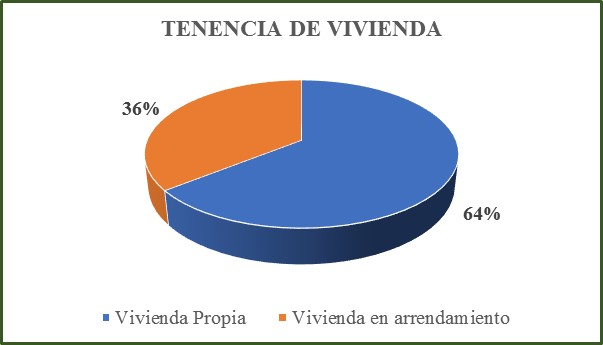 TENENCIA DE VIVIENDA
36%
64%
Vivienda Propia
Vivienda en arrendamiento